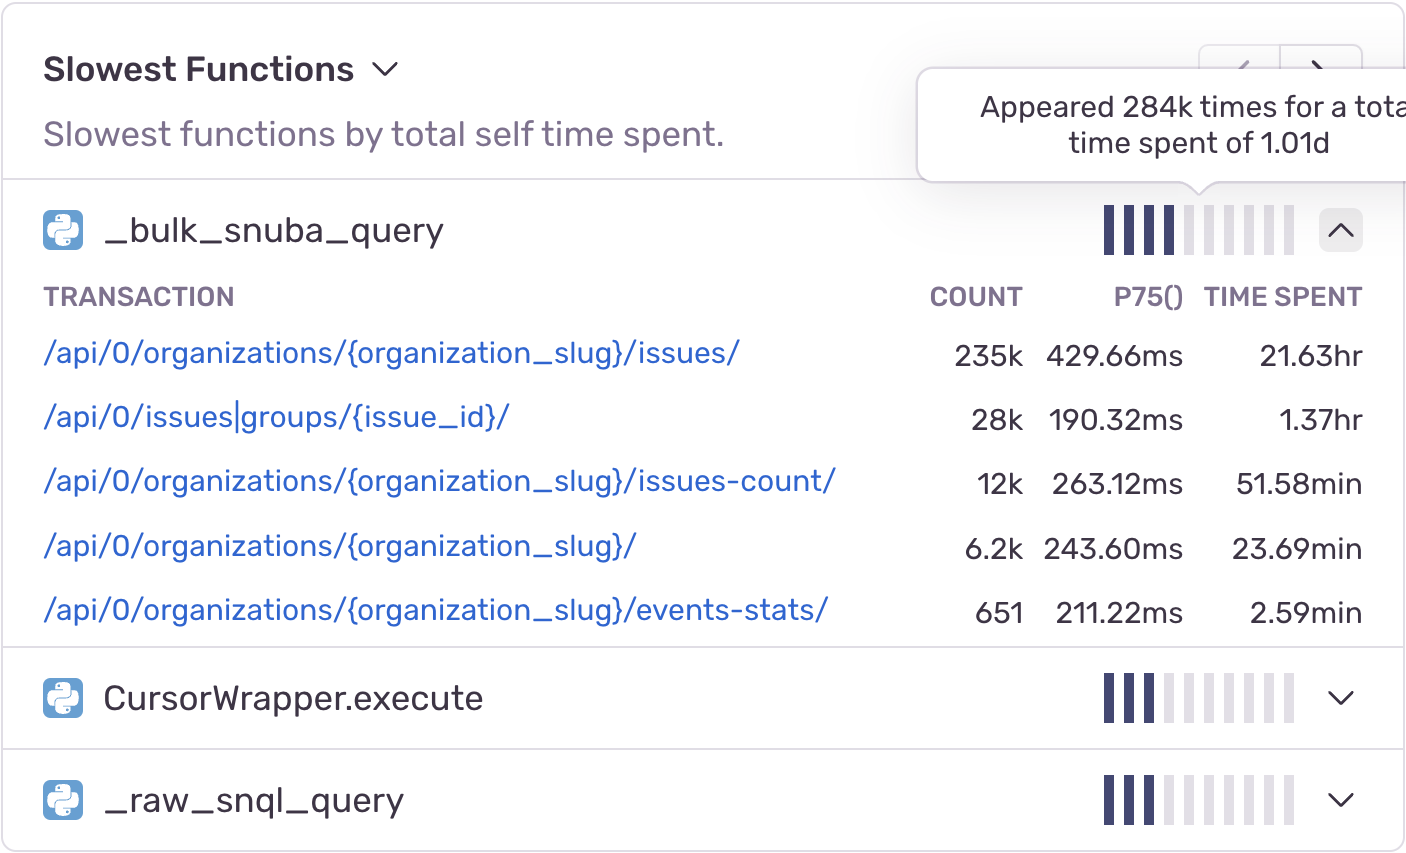 Slowest Functions
Slowest functions by total self time spent.
Appeared 284k times for a tota
time spent of 1.01d
_bulk_snuba_query
TRANSACTION COUNT P75() TIME SPENT
/api/0/organizations/{organization_slug}/issues/ 235k 429.66ms 21.63hr
/api/0/issues|groups/{issue_id}/ 28k 190.32ms 1.37hr
/api/0/organizations/{organization_slug}/issues-count/ 12k 263.12ms 51.58min
/api/0/organizations/{organization_slug}/ 6.2k 243.60ms 23.69min
/api/0/organizations/{organization_slug}/events-stats/ 651 211.22ms 2.59min
CursorWrapper.execute
_raw_snql_query